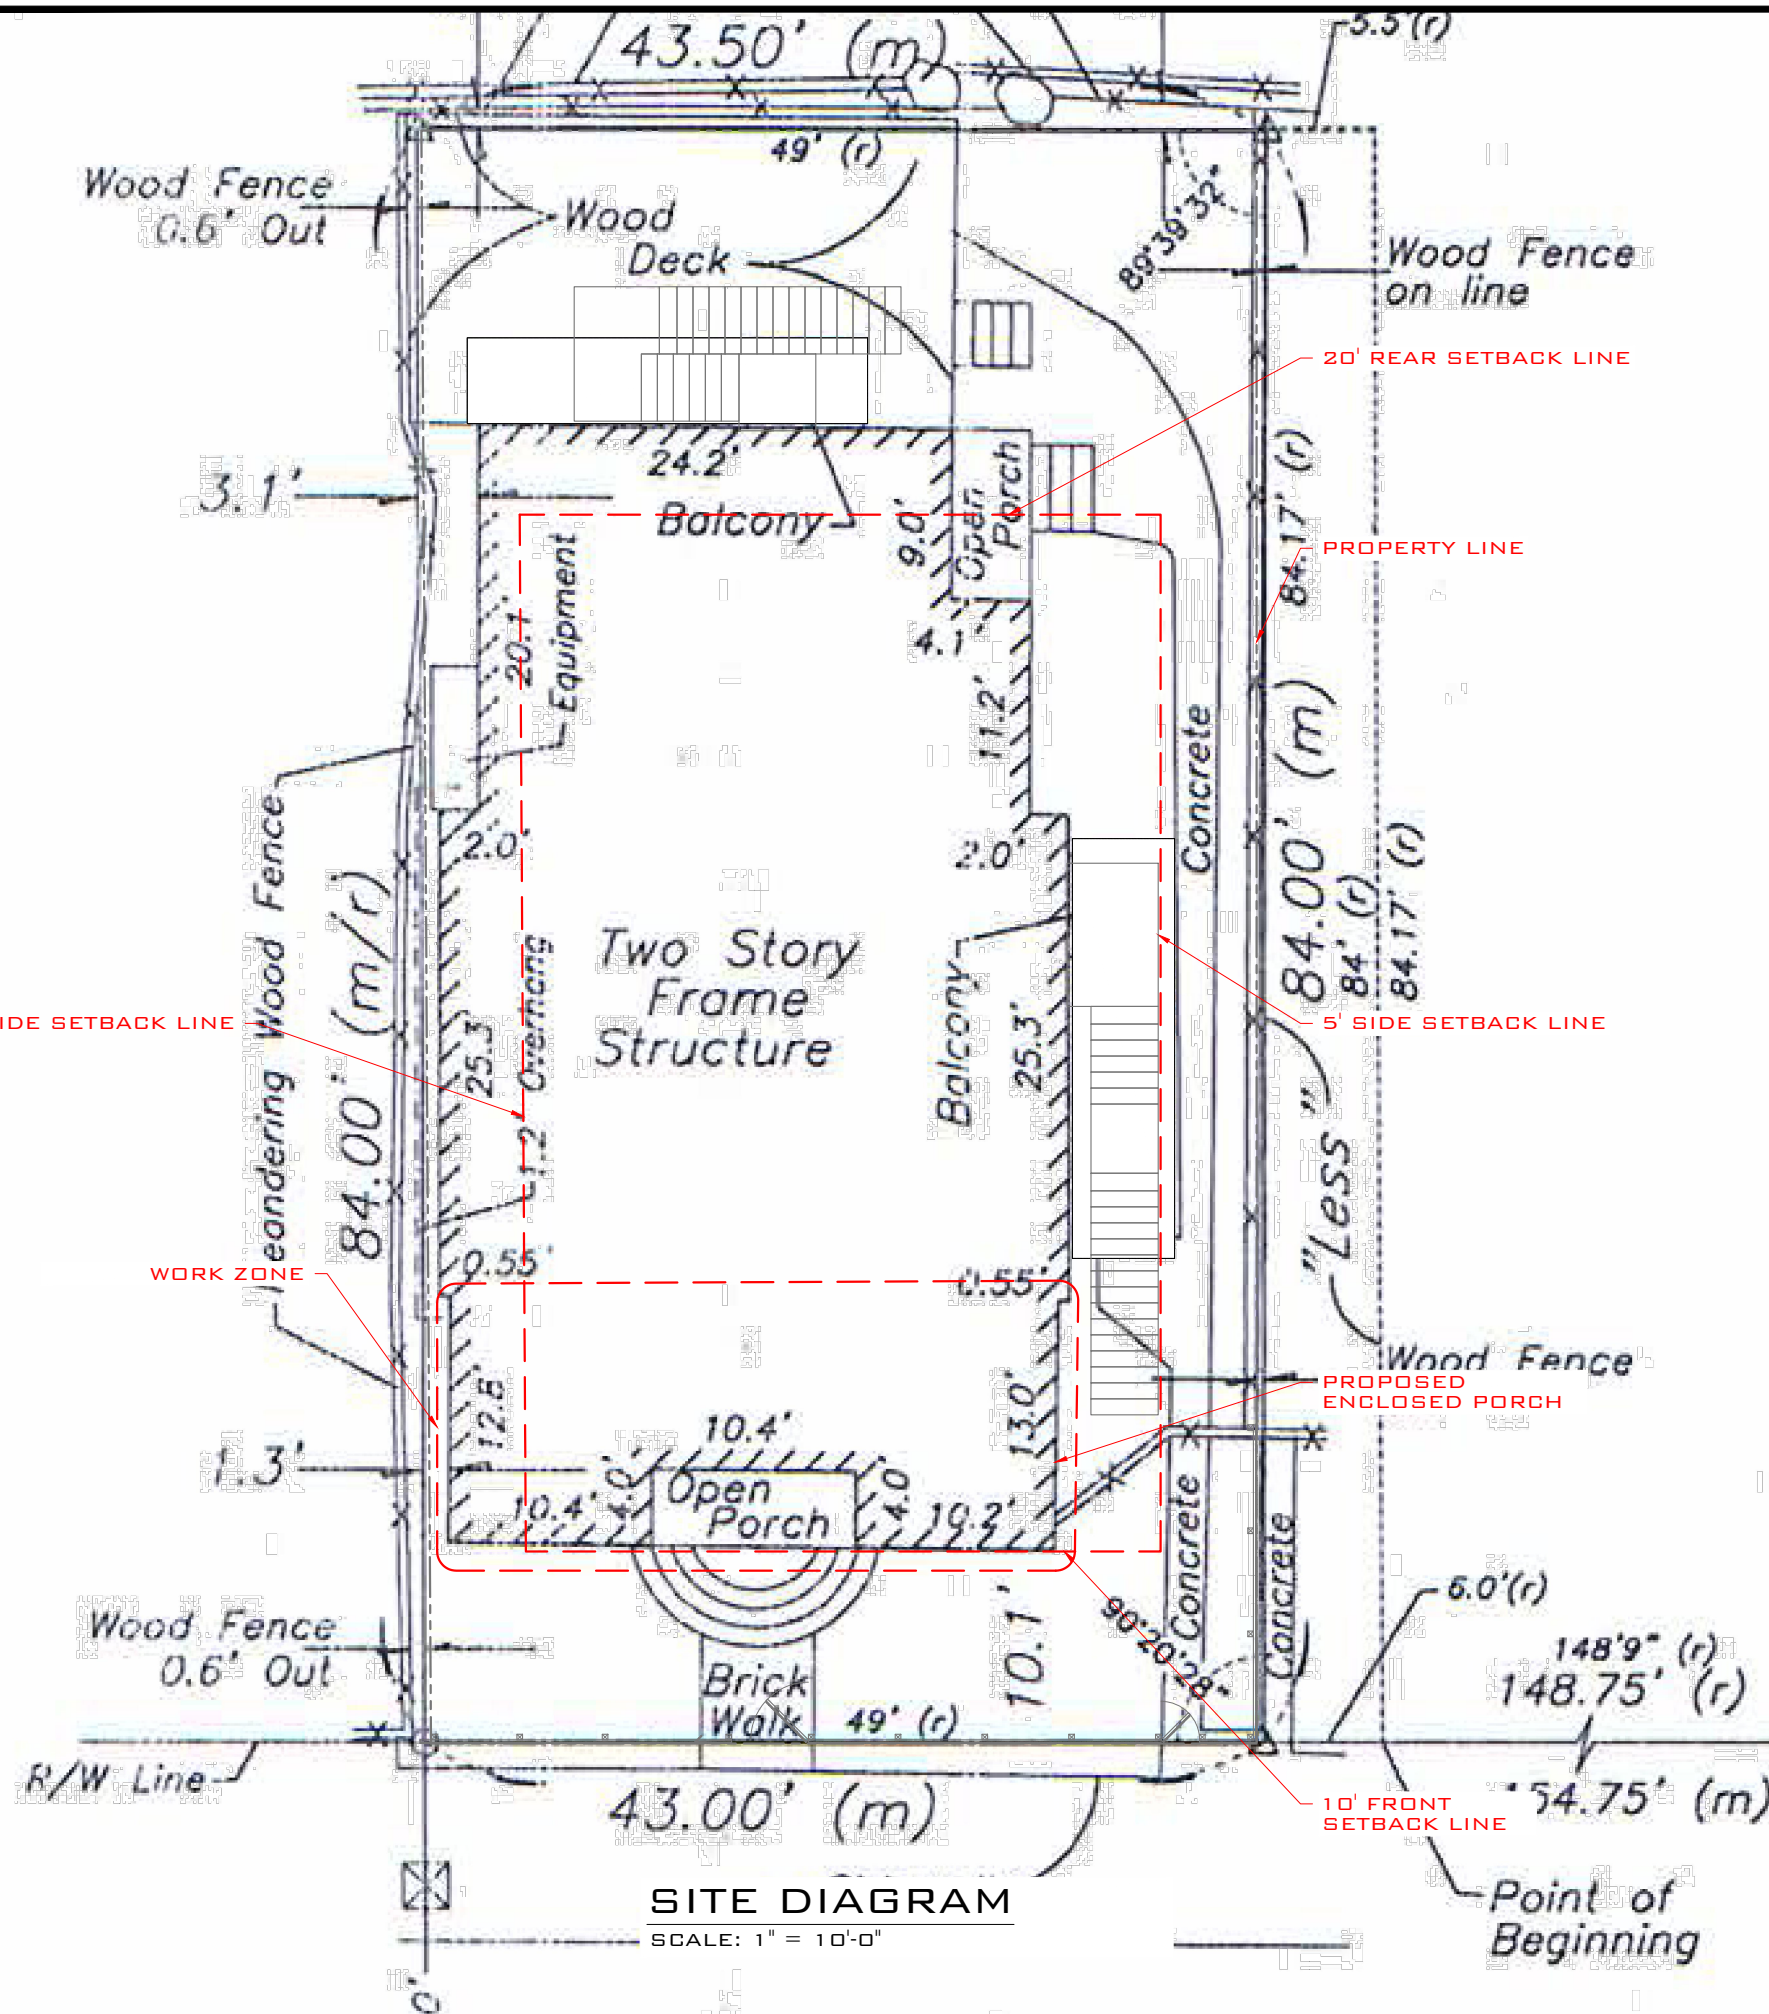 43.50' (m)
5.5'(r)
49' (r)
Wood Fence
0.6' Out
Wood
Deck
89°39'32"
Wood Fence
on line
20' REAR SETBACK LINE
24.2'
3.1'
Balcony
9.0'
Open
Porch
84.17' (r)
PROPERTY LINE
Equipment
20.1'
4.1'
11.2'
Concrete
2.0'
2.0'
84.00' (m)
84' (r)
84.17' (r)
Wood Fence
84.00' (m/r)
Two Story
Frame
Structure
Overhang
1.2'
25.3'
Balcony
25.3'
IDE SETBACK LINE
5' SIDE SETBACK LINE
"Less"
0.55'
0.55'
WORK ZONE
Wood Fence
PROPOSED
ENCLOSED PORCH
12.8'
13.0'
10.4'
1.3'
4.0'
Open
Porch
4.0'
10.4'
10.2'
Concrete
Concrete
6.0'(r)
10.1'
90°20'28"
Wood Fence
0.6' Out
148'9" (r)
148.75' (r)
Brick
Walk
49' (r)
R/W Line
43.00' (m)
54.75' (m)
10' FRONT
SETBACK LINE
SITE DIAGRAM
SCALE: 1" = 10'-0"
Point of
Beginning
0'